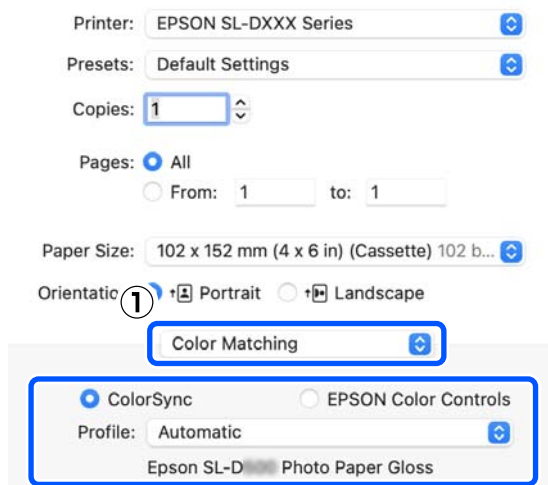 Printer: EPSON SL-DXXX Series
Presets: Default Settings
Copies: 1
Pages: All
From: 1 to: 1
Paper Size: 102 x 152 mm (4 x 6 in) (Cassette) 102 b...
Orientatio Portrait Landscape
1
Color Matching
ColorSync EPSON Color Controls
Profile: Automatic
Epson SL-D Photo Paper Gloss